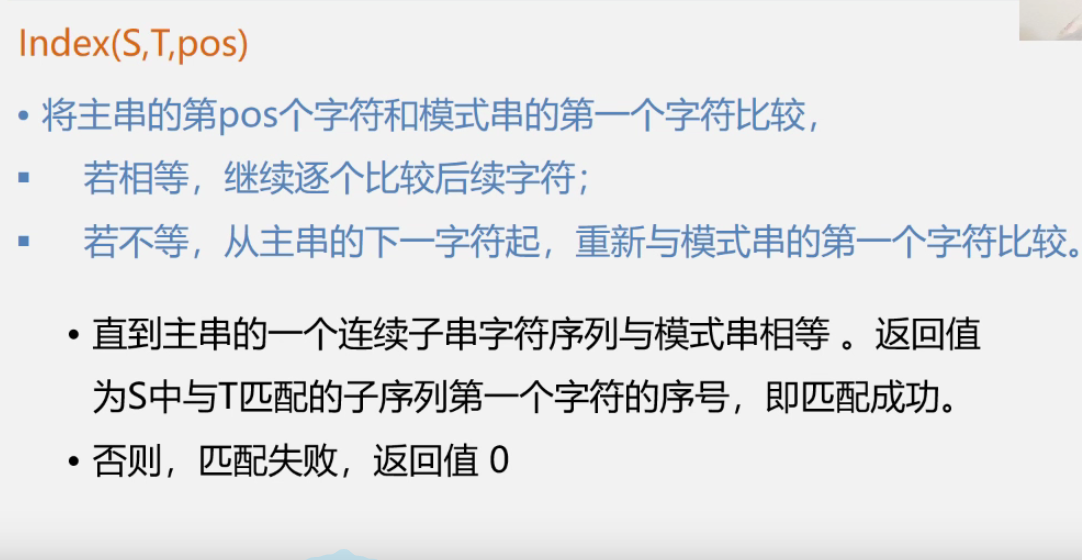 Index(S,T,pos)
• 将主串的第pos个字符和模式串的第一个字符比较，
▪ 若相等，继续逐个比较后续字符；
▪ 若不等，从主串的下一字符起，重新与模式串的第一个字符比较。
• 直到主串的一个连续子串字符序列与模式串相等 。返回值
为S中与T匹配的子序列第一个字符的序号，即匹配成功。
• 否则，匹配失败，返回值 0